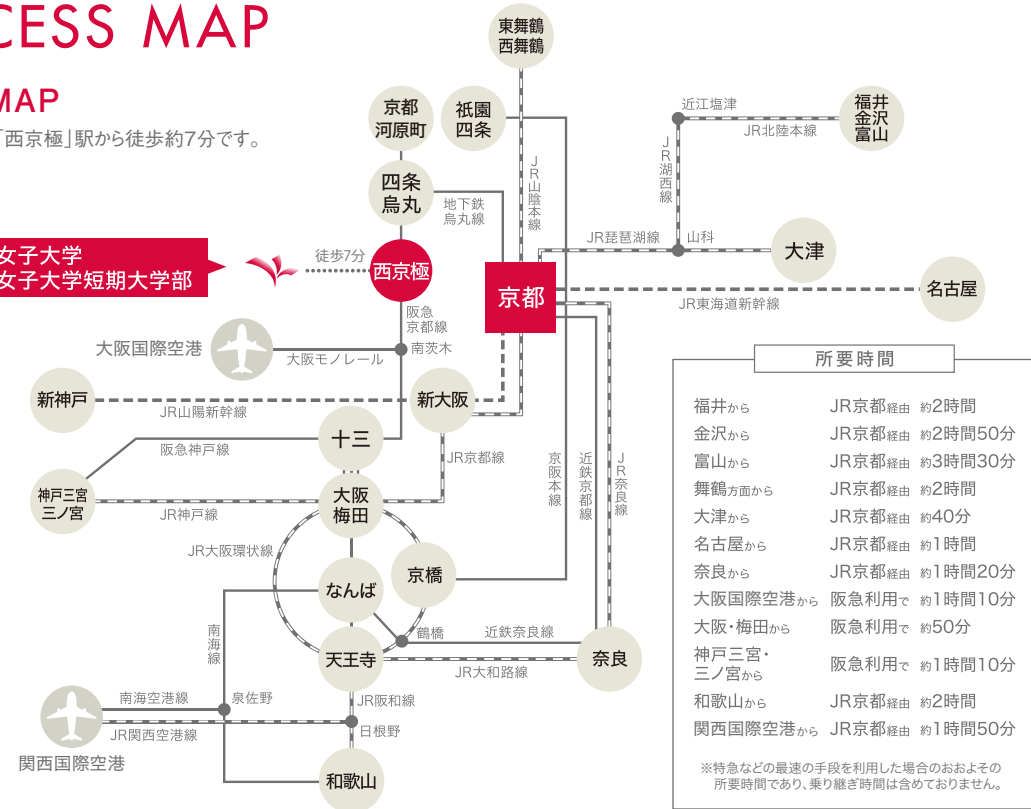 CESS MAP
MAP
「西京極」駅から徒歩約7分です。
東舞鶴
西舞鶴
京都
河原町
祇園
四条
近江塩津
JR北陸本線
福井
金沢
富山
JR湖西線
JR山陰本線
四条
烏丸
地下鉄
烏丸線
JR琵琶湖線
山科
大津
女子大学
女子大学短期大学部
徒歩7分
西京極
京都
JR東海道新幹線
名古屋
阪急
京都線
大阪国際空港
大阪モノレール
南茨木
新神戸
JR山陽新幹線
新大阪
十三
阪急神戸線
JR京都線
神戸三宮
三ノ宮
JR神戸線
大阪
梅田
京阪本線
近鉄京都線
JR奈良線
JR大阪環状線
なんば
京橋
南海線
鶴橋
近鉄奈良線
天王寺
JR大和路線
奈良
南海空港線
泉佐野
JR阪和線
JR関西空港線
日根野
関西国際空港
和歌山
所要時間
福井から JR京都経由 約2時間
金沢から JR京都経由 約2時間50分
富山から JR京都経由 約3時間30分
舞鶴方面から JR京都経由 約2時間
大津から JR京都経由 約40分
名古屋から JR京都経由 約1時間
奈良から JR京都経由 約1時間20分
大阪国際空港から 阪急利用で 約1時間10分
大阪・梅田から 阪急利用で 約50分
神戸三宮・
三ノ宮から 阪急利用で 約1時間10分
和歌山から JR京都経由 約2時間
関西国際空港から JR京都経由 約1時間50分
※特急などの最速の手段を利用した場合のおおよその
所要時間であり、乗り継ぎ時間は含めておりません。